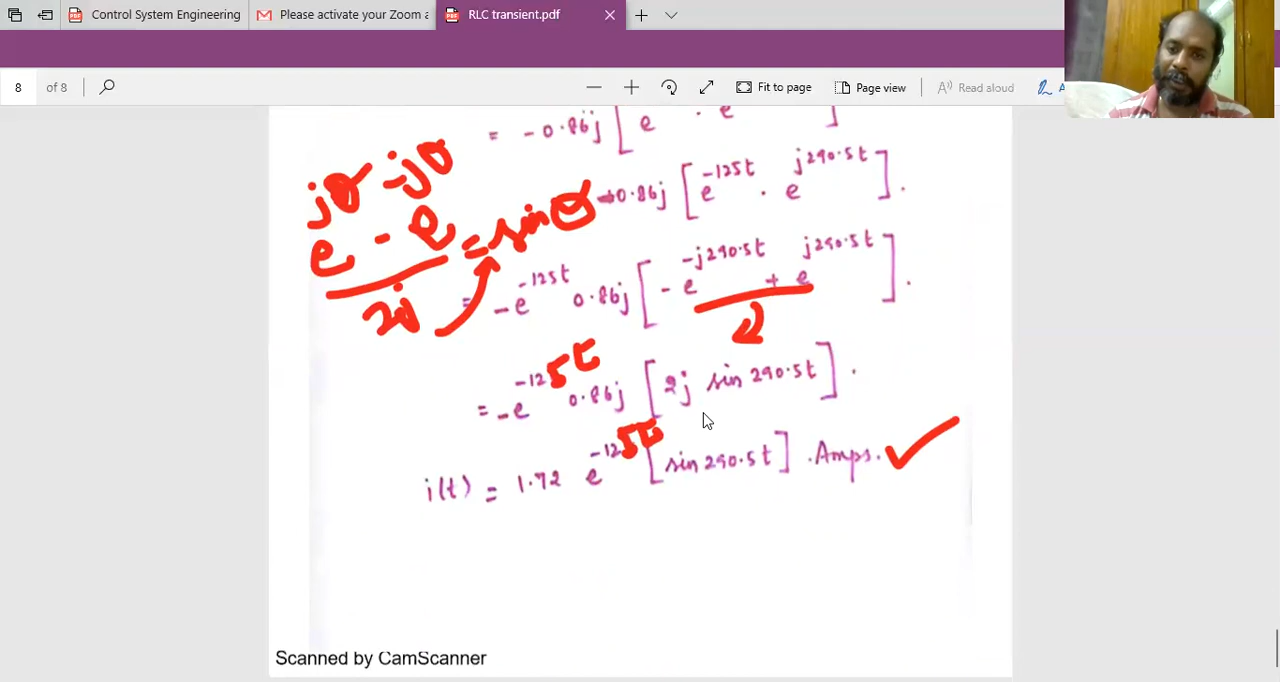 Control System Engineering
Please activate your Zoom a
RLC transient.pdf
8 of 8
Fit to page
Page view
Read aloud
= -0.86j [ e . e ]
-0.86j [ e^-125t . e^j290.5t ].
e^jθ - e^-jθ / 2j = sinθ
= -e^-125t 0.86j [ - e^-j290.5t + e^j290.5t ].
= -e^-125t 0.86j [ 2j sin 290.5t ].
i(t) = 1.72 e^-125t [ sin 290.5t ] . Amps.
Scanned by CamScanner